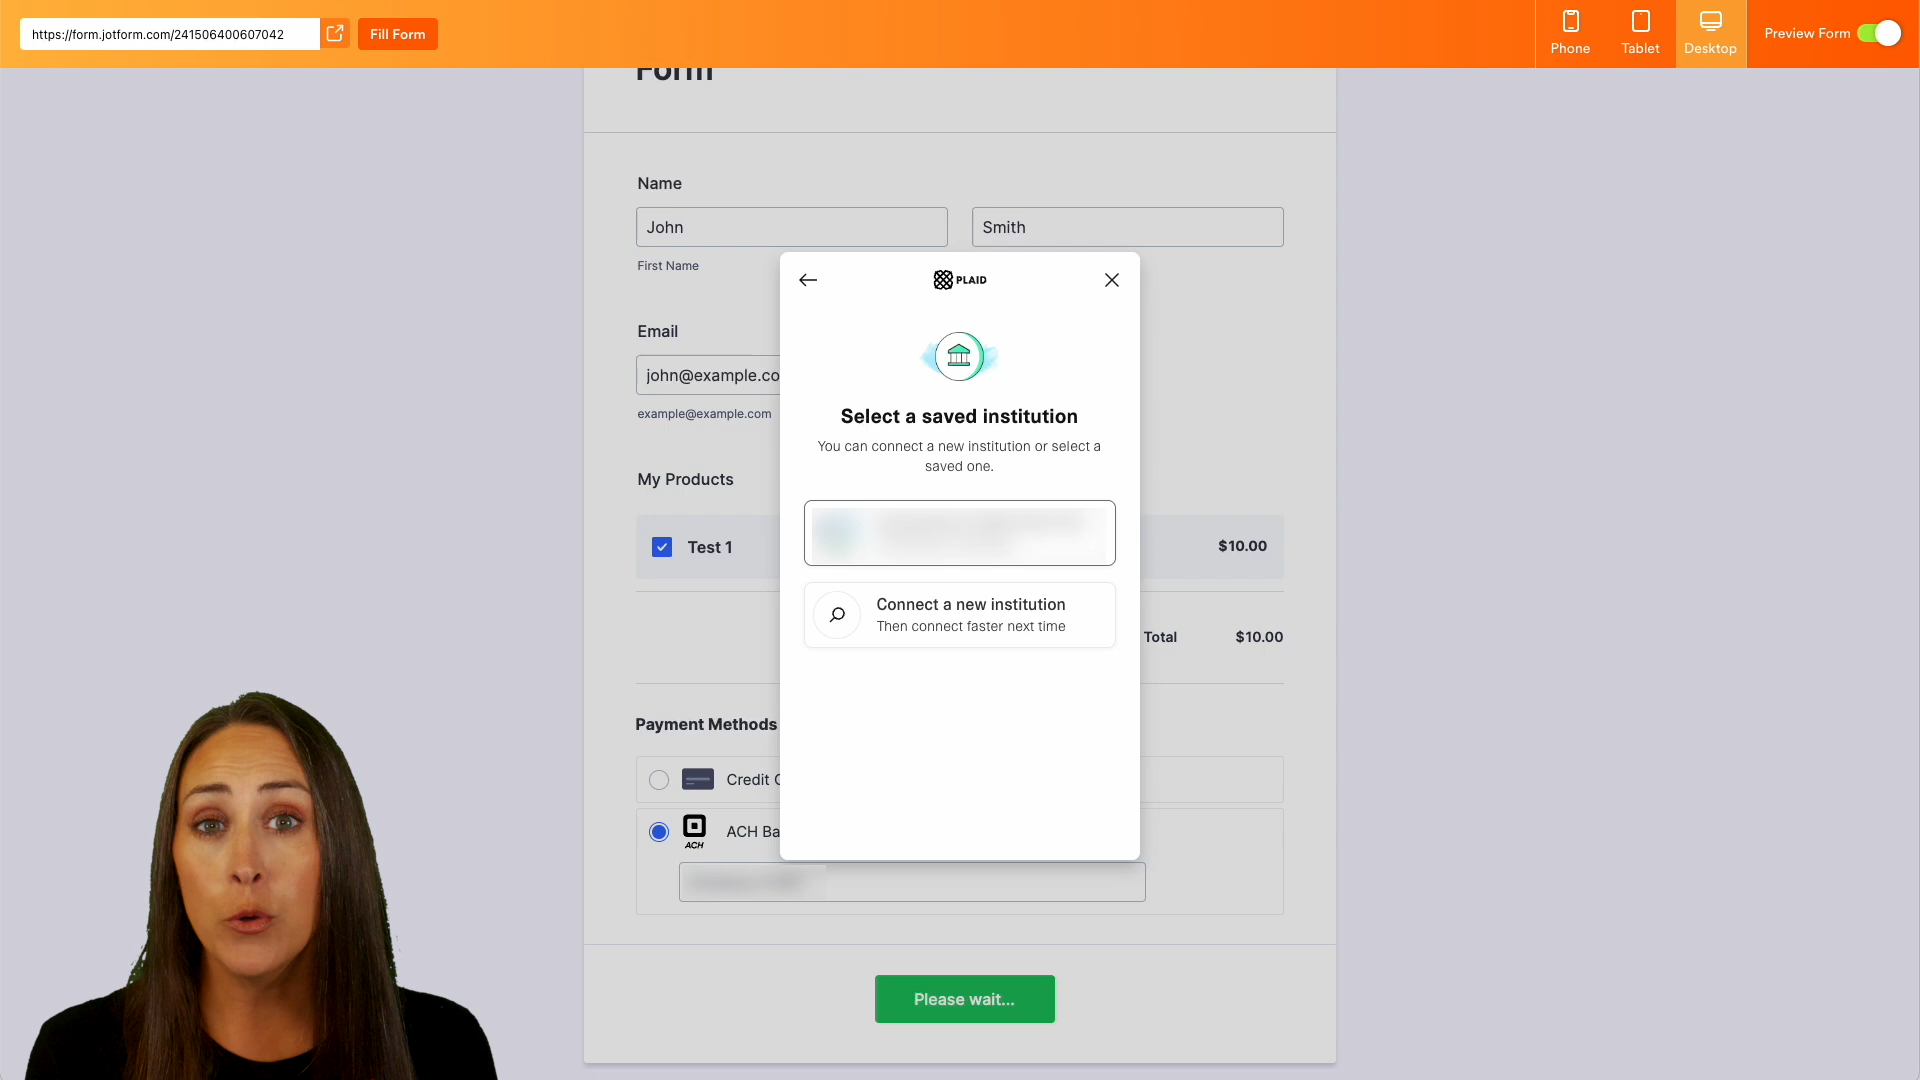 https://form.jotform.com/241506400607042
Fill Form
Phone
Tablet
Desktop
Preview Form
Form
Name
John
Smith
First Name
Email
john@example.co
example@example.com
My Products
Test 1
$10.00
Total
$10.00
Payment Methods
Credit C
ACH
ACH Ba
Please wait...
PLAID
Select a saved institution
You can connect a new institution or select a
saved one.
Connect a new institution
Then connect faster next time